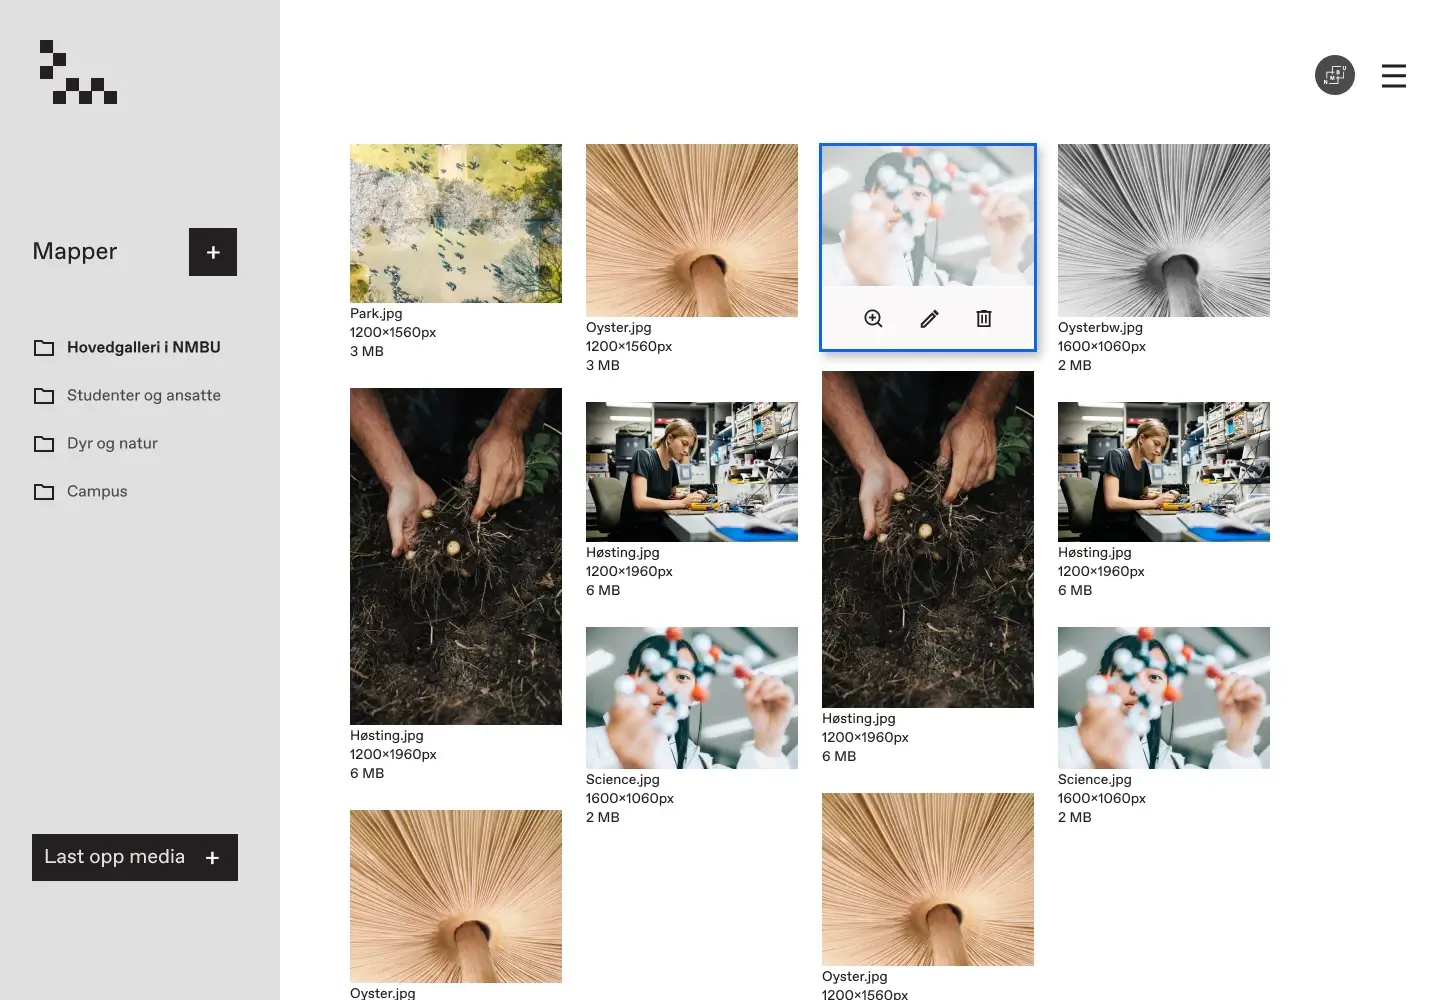 Mapper
+
Hovedgalleri i NMBU
Studenter og ansatte
Dyr og natur
Campus
Last opp media +
N M B U
Park.jpg
1200×1560px
3 MB
Høsting.jpg
1200×1960px
6 MB
Oyster.jpg
Oyster.jpg
1200×1560px
3 MB
Høsting.jpg
1200×1960px
6 MB
Science.jpg
1600×1060px
2 MB
Høsting.jpg
1200×1960px
6 MB
Oyster.jpg
1200×1560px
Oysterbw.jpg
1600×1060px
2 MB
Høsting.jpg
1200×1960px
6 MB
Science.jpg
1600×1060px
2 MB